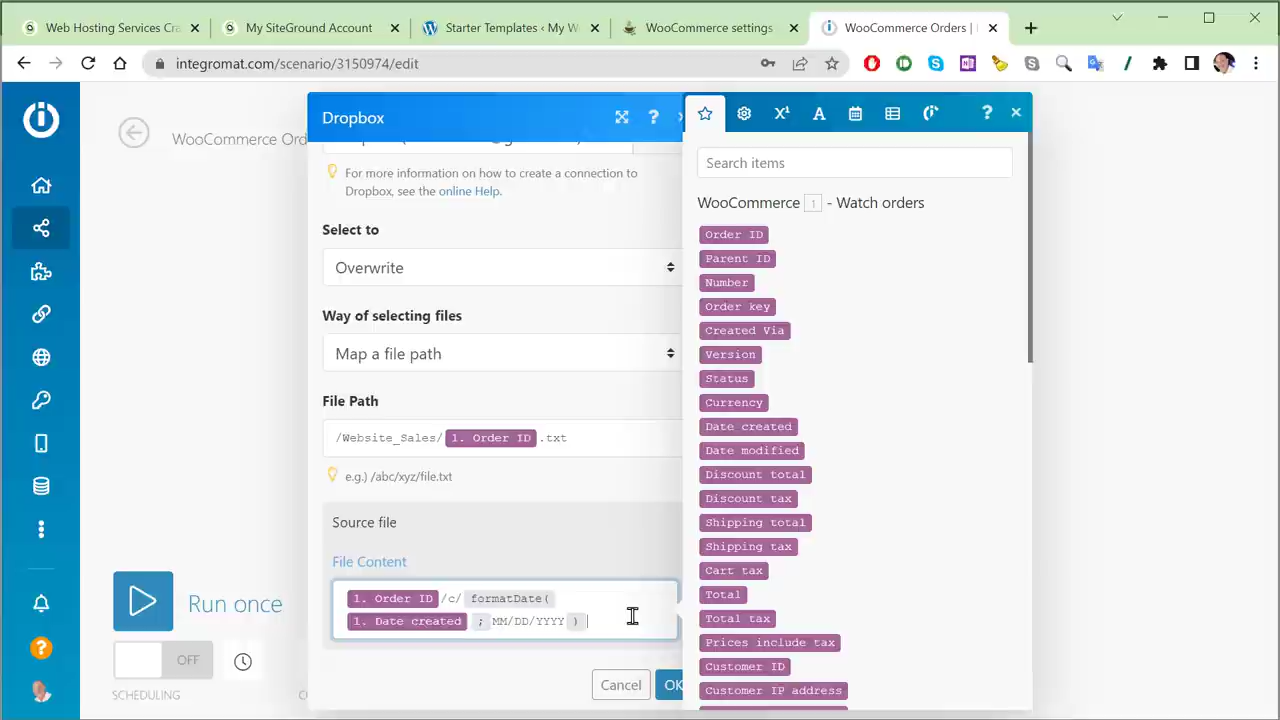 Web Hosting Services Cra
My SiteGround Account
Starter Templates ‹ My W
WooCommerce settings
WooCommerce Orders |
integromat.com/scenario/3150974/edit
WooCommerce Ord
Dropbox
For more information on how to create a connection to
Dropbox, see the online Help.
Select to
Overwrite
Way of selecting files
Map a file path
File Path
/Website_Sales/ 1. Order ID .txt
e.g.) /abc/xyz/file.txt
Source file
File Content
1. Order ID /c/ formatDate(
1. Date created ; MM/DD/YYYY )
Cancel
OK
Run once
OFF
SCHEDULING
Search items
WooCommerce 1 - Watch orders
Order ID
Parent ID
Number
Order key
Created Via
Version
Status
Currency
Date created
Date modified
Discount total
Discount tax
Shipping total
Shipping tax
Cart tax
Total
Total tax
Prices include tax
Customer ID
Customer IP address